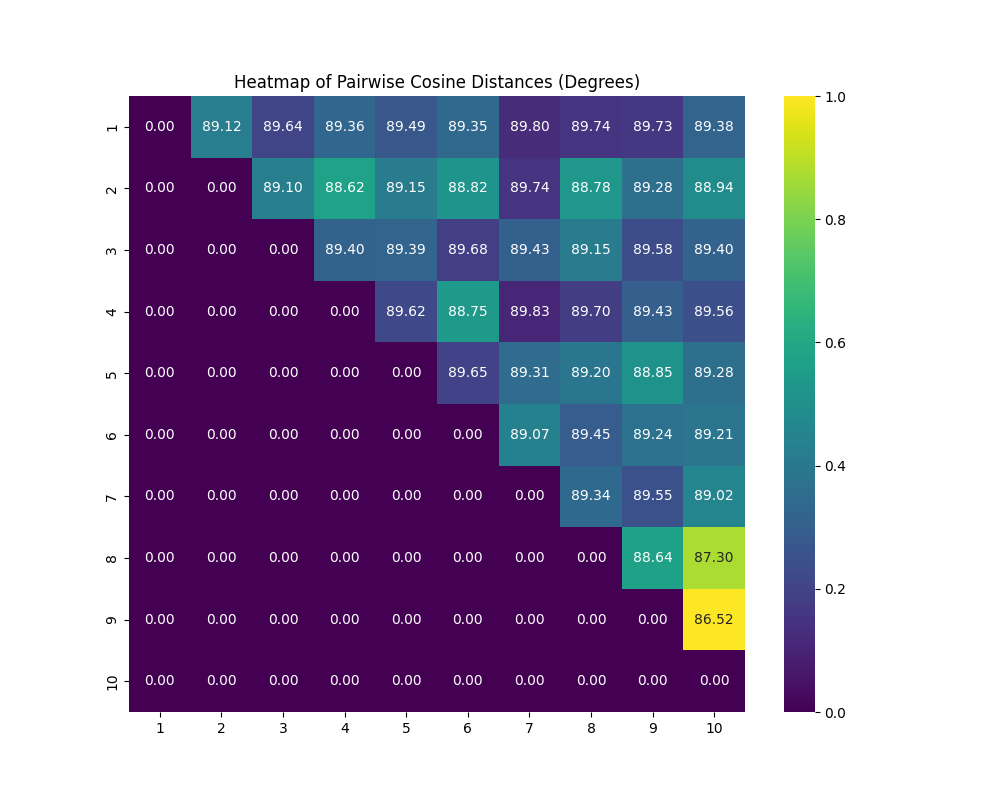 Heatmap of Pairwise Cosine Distances (Degrees)
1 0.00 89.12 89.64 89.36 89.49 89.35 89.80 89.74 89.73 89.38
2 0.00 0.00 89.10 88.62 89.15 88.82 89.74 88.78 89.28 88.94
3 0.00 0.00 0.00 89.40 89.39 89.68 89.43 89.15 89.58 89.40
4 0.00 0.00 0.00 0.00 89.62 88.75 89.83 89.70 89.43 89.56
5 0.00 0.00 0.00 0.00 0.00 89.65 89.31 89.20 88.85 89.28
6 0.00 0.00 0.00 0.00 0.00 0.00 89.07 89.45 89.24 89.21
7 0.00 0.00 0.00 0.00 0.00 0.00 0.00 89.34 89.55 89.02
8 0.00 0.00 0.00 0.00 0.00 0.00 0.00 0.00 88.64 87.30
9 0.00 0.00 0.00 0.00 0.00 0.00 0.00 0.00 0.00 86.52
10 0.00 0.00 0.00 0.00 0.00 0.00 0.00 0.00 0.00 0.00
1 2 3 4 5 6 7 8 9 10
1.0
0.8
0.6
0.4
0.2
0.0